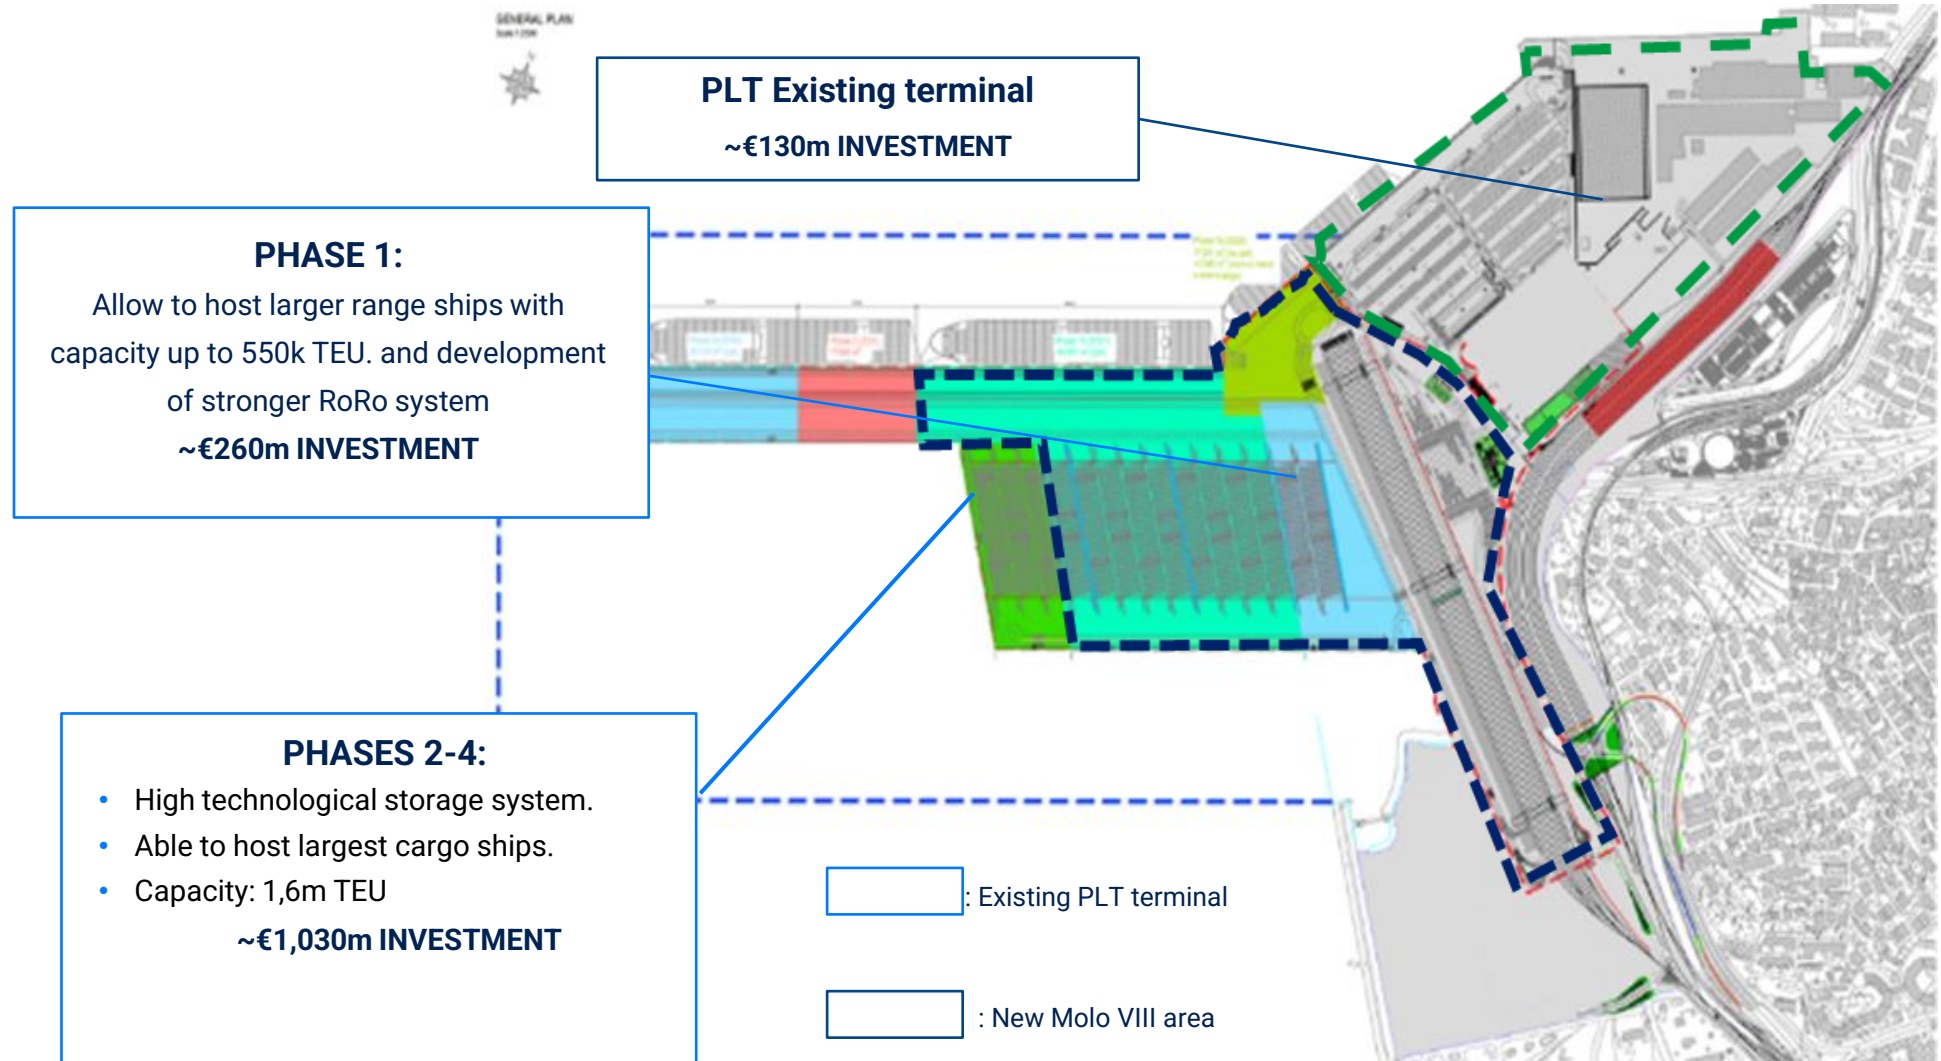 GENERAL PLAN
PLT Existing terminal
~€130m INVESTMENT
PHASE 1:
Allow to host larger range ships with
capacity up to 550k TEU. and development
of stronger RoRo system
~€260m INVESTMENT
PHASES 2-4:
• High technological storage system.
• Able to host largest cargo ships.
• Capacity: 1,6m TEU
~€1,030m INVESTMENT
: Existing PLT terminal
: New Molo VIII area